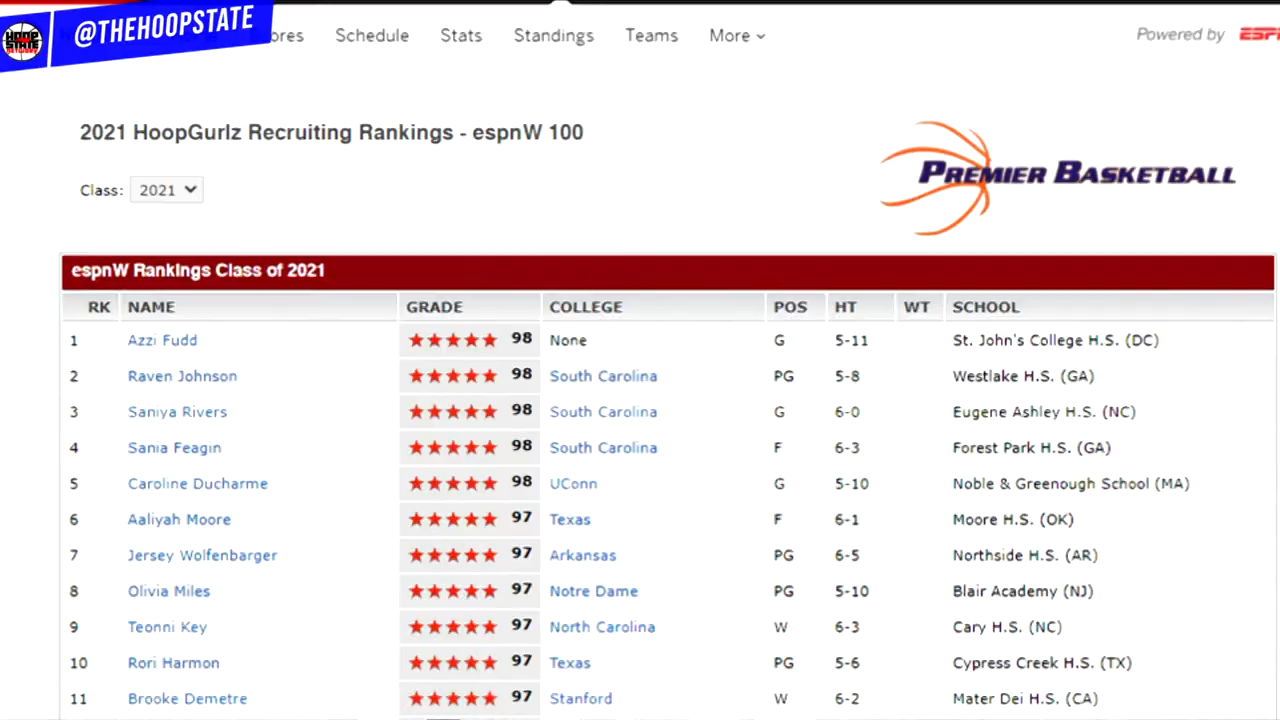 HOOP STATE NETWORK @THEHOOPSTATE ores Schedule Stats Standings Teams More Powered by ESP
2021 HoopGurlz Recruiting Rankings - espnW 100
PREMIER BASKETBALL
Class: 2021
espnW Rankings Class of 2021
RK NAME GRADE COLLEGE POS HT WT SCHOOL
1 Azzi Fudd 98 None G 5-11 St. John's College H.S. (DC)
2 Raven Johnson 98 South Carolina PG 5-8 Westlake H.S. (GA)
3 Saniya Rivers 98 South Carolina G 6-0 Eugene Ashley H.S. (NC)
4 Sania Feagin 98 South Carolina F 6-3 Forest Park H.S. (GA)
5 Caroline Ducharme 98 UConn G 5-10 Noble & Greenough School (MA)
6 Aaliyah Moore 97 Texas F 6-1 Moore H.S. (OK)
7 Jersey Wolfenbarger 97 Arkansas PG 6-5 Northside H.S. (AR)
8 Olivia Miles 97 Notre Dame PG 5-10 Blair Academy (NJ)
9 Teonni Key 97 North Carolina W 6-3 Cary H.S. (NC)
10 Rori Harmon 97 Texas PG 5-6 Cypress Creek H.S. (TX)
11 Brooke Demetre 97 Stanford W 6-2 Mater Dei H.S. (CA)